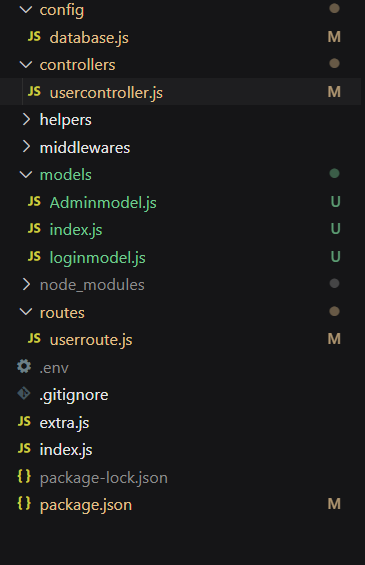 config
JS database.js M
controllers
JS usercontroller.js M
helpers
middlewares
models
JS Adminmodel.js U
JS index.js U
JS loginmodel.js U
node_modules
routes
JS userroute.js M
.env
.gitignore
JS extra.js
JS index.js
{} package-lock.json
{} package.json M